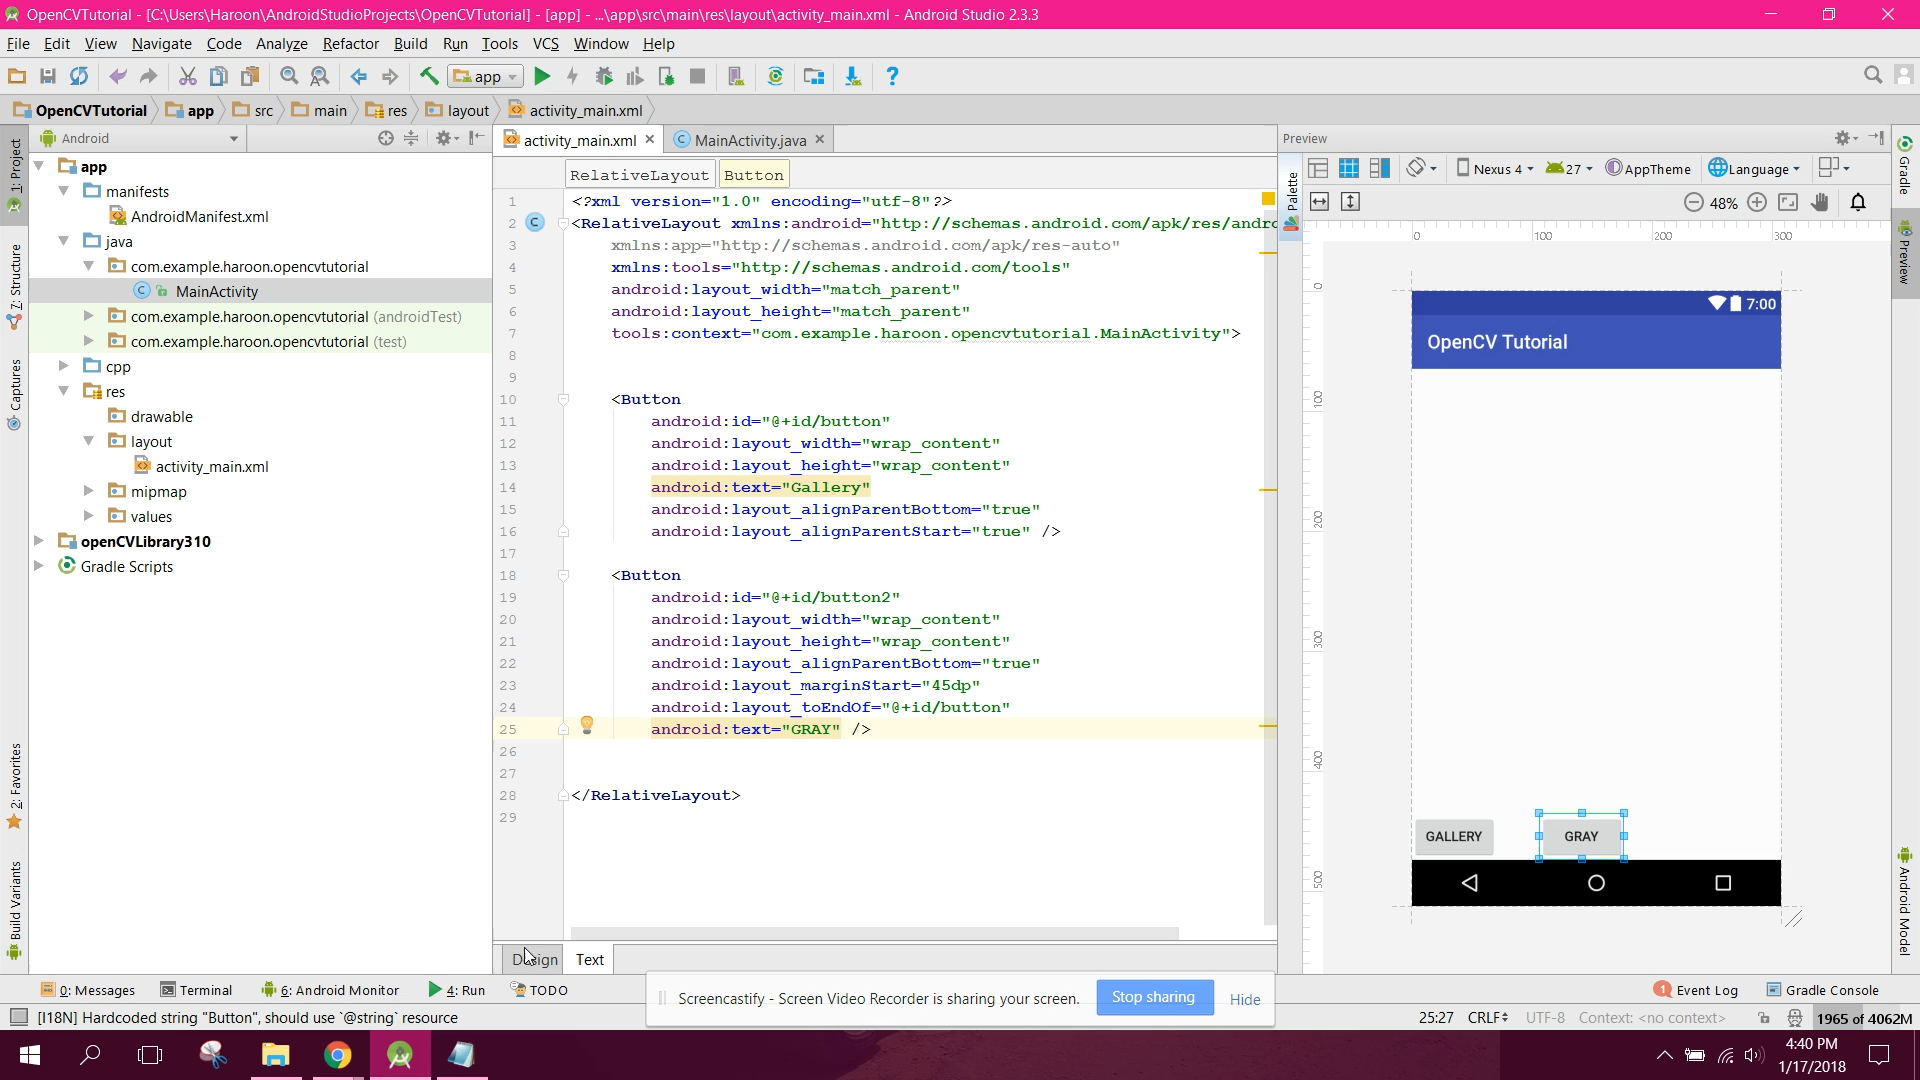 OpenCVTutorial - [C:\Users\Haroon\AndroidStudioProjects\OpenCVTutorial] - [app] - ...\app\src\main\res\layout\activity_main.xml - Android Studio 2.3.3
File Edit View Navigate Code Analyze Refactor Build Run Tools VCS Window Help
app
OpenCVTutorial app src main res layout activity_main.xml
Android
activity_main.xml MainActivity.java
Preview
1: Project
Z: Structure
Captures
2: Favorites
Build Variants
app
manifests
AndroidManifest.xml
java
com.example.haroon.opencvtutorial
MainActivity
com.example.haroon.opencvtutorial (androidTest)
com.example.haroon.opencvtutorial (test)
cpp
res
drawable
layout
activity_main.xml
mipmap
values
openCVLibrary310
Gradle Scripts
RelativeLayout Button
1 <?xml version="1.0" encoding="utf-8"?>
2 <RelativeLayout xmlns:android="http://schemas.android.com/apk/res/andro
3 xmlns:app="http://schemas.android.com/apk/res-auto"
4 xmlns:tools="http://schemas.android.com/tools"
5 android:layout_width="match_parent"
6 android:layout_height="match_parent"
7 tools:context="com.example.haroon.opencvtutorial.MainActivity">
8
9
10 <Button
11 android:id="@+id/button"
12 android:layout_width="wrap_content"
13 android:layout_height="wrap_content"
14 android:text="Gallery"
15 android:layout_alignParentBottom="true"
16 android:layout_alignParentStart="true" />
17
18 <Button
19 android:id="@+id/button2"
20 android:layout_width="wrap_content"
21 android:layout_height="wrap_content"
22 android:layout_alignParentBottom="true"
23 android:layout_marginStart="45dp"
24 android:layout_toEndOf="@+id/button"
25 android:text="GRAY" />
26
27
28 </RelativeLayout>
29
Design Text
Palette
Nexus 4 27 AppTheme Language
48%
0 100 200 300
0
100
200
300
400
500
7:00
OpenCV Tutorial
GALLERY GRAY
Gradle
Preview
Android Model
0: Messages Terminal 6: Android Monitor 4: Run TODO
Screencastify - Screen Video Recorder is sharing your screen. Stop sharing Hide
1 Event Log Gradle Console
[I18N] Hardcoded string "Button", should use `@string` resource
25:27 CRLF UTF-8 Context: <no context> 1965 of 4062M
4:40 PM
1/17/2018